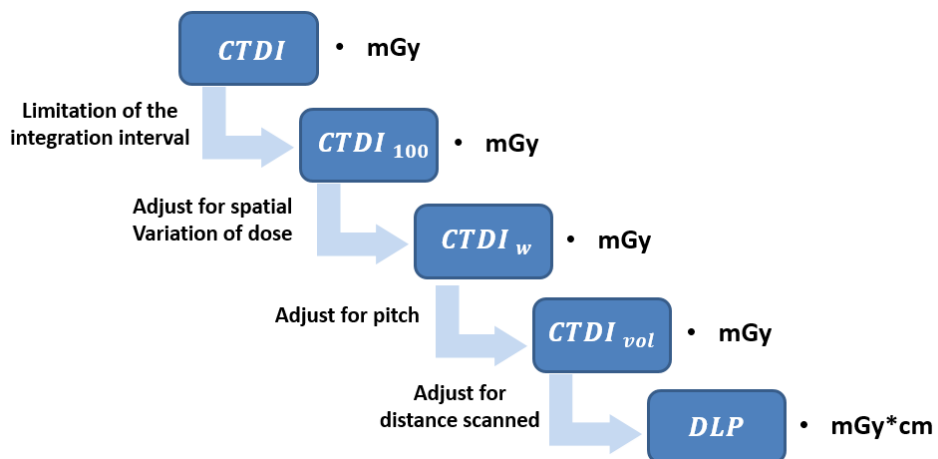 CTDI • mGy
Limitation of the
integration interval
CTDI 100 • mGy
Adjust for spatial
Variation of dose
CTDI w • mGy
Adjust for pitch
CTDI vol • mGy
Adjust for
distance scanned
DLP • mGy*cm